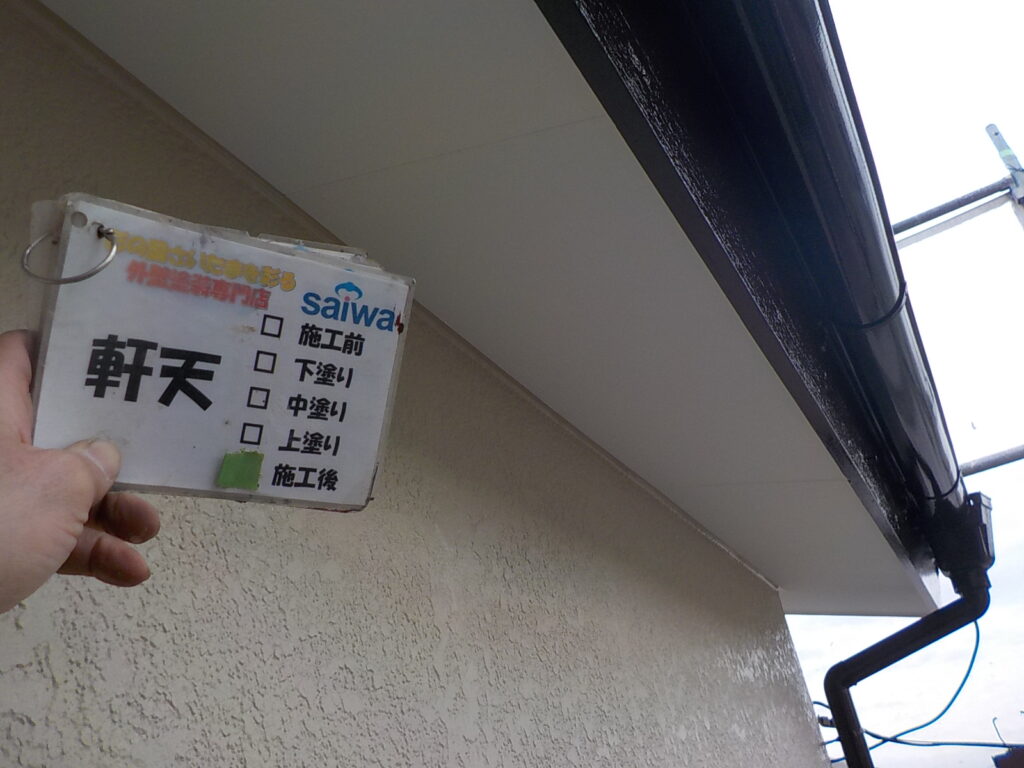 外壁塗装専門店
saiwa
軒天
施工前
下塗り
中塗り
上塗り
施工後